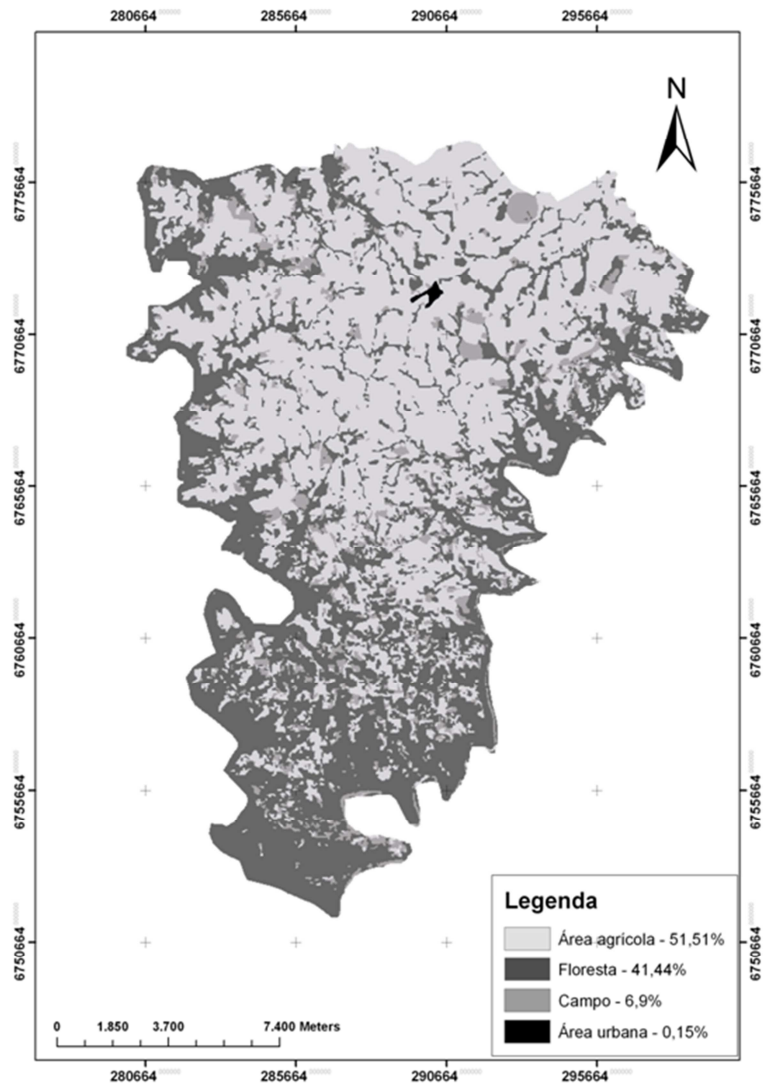 280664 285664 290664 295664
N
6775664 6775664
6770664 6770664
6765664 6765664
6760664 6760664
6755664 6755664
6750664 6750664
Legenda
Área agrícola - 51,51%
Floresta - 41,44%
Campo - 6,9%
Área urbana - 0,15%
0 1.850 3.700 7.400 Meters
280664 285664 290664 295664